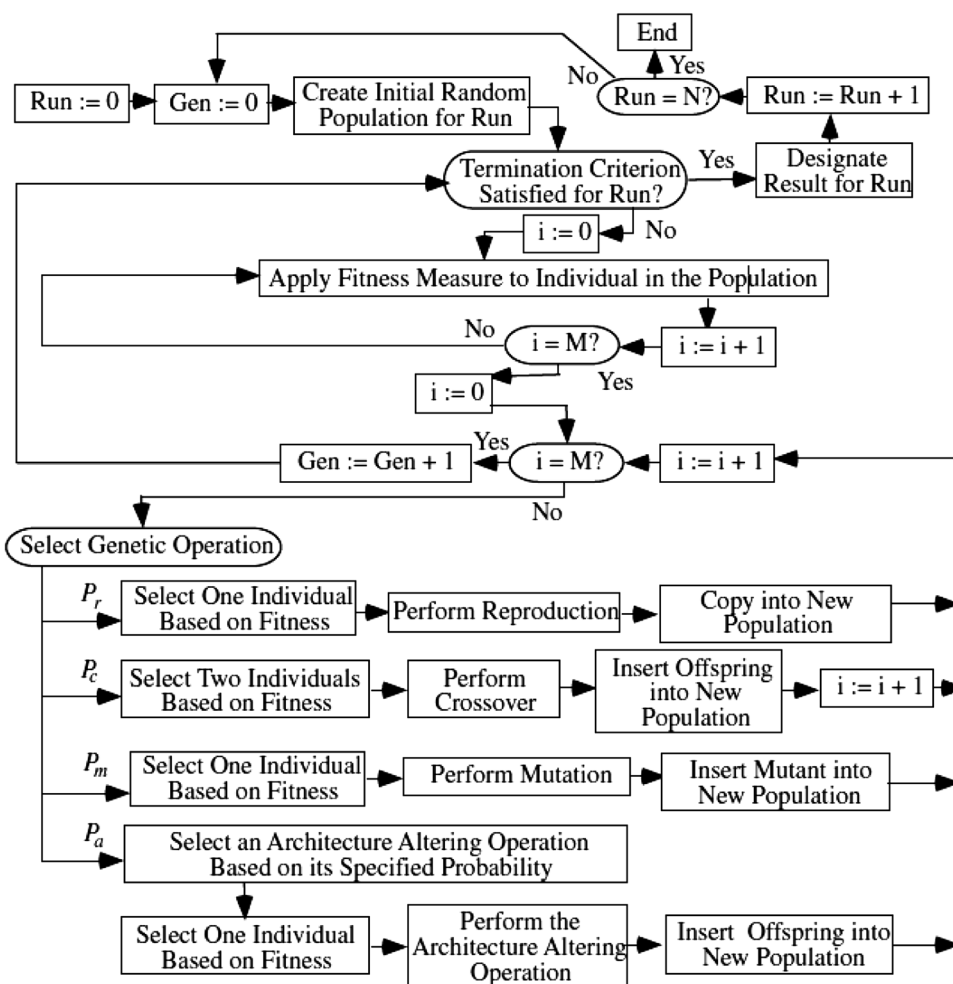 End
No
Yes
Run := 0
Gen := 0
Create Initial Random
Population for Run
Run = N?
Run := Run + 1
Termination Criterion
Satisfied for Run?
Yes
Designate
Result for Run
i := 0
No
Apply Fitness Measure to Individual in the Population
No
i = M?
i := i + 1
Yes
i := 0
Gen := Gen + 1
Yes
i = M?
i := i + 1
No
Select Genetic Operation
Pr
Select One Individual
Based on Fitness
Perform Reproduction
Copy into New
Population
Pc
Select Two Individuals
Based on Fitness
Perform
Crossover
Insert Offspring
into New
Population
i := i + 1
Pm
Select One Individual
Based on Fitness
Perform Mutation
Insert Mutant into
New Population
Pa
Select an Architecture Altering Operation
Based on its Specified Probability
Select One Individual
Based on Fitness
Perform the
Architecture Altering
Operation
Insert Offspring into
New Population